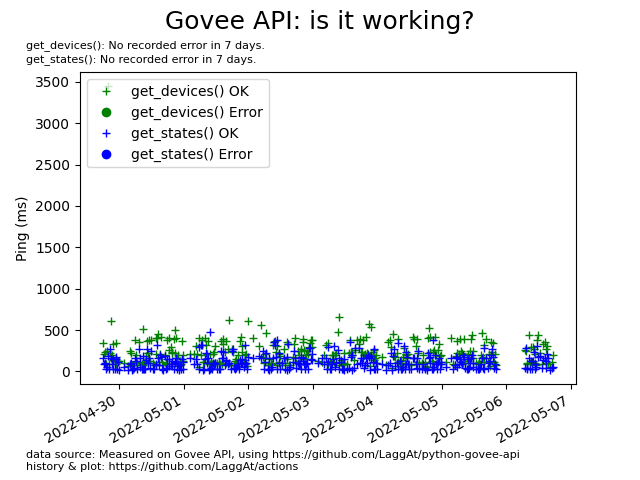 Govee API: is it working?
get_devices(): No recorded error in 7 days.
get_states(): No recorded error in 7 days.
get_devices() OK
get_devices() Error
get_states() OK
get_states() Error
3500
3000
2500
2000
1500
1000
500
0
Ping (ms)
2022-04-30
2022-05-01
2022-05-02
2022-05-03
2022-05-04
2022-05-05
2022-05-06
2022-05-07
data source: Measured on Govee API, using https://github.com/LaggAt/python-govee-api
history & plot: https://github.com/LaggAt/actions